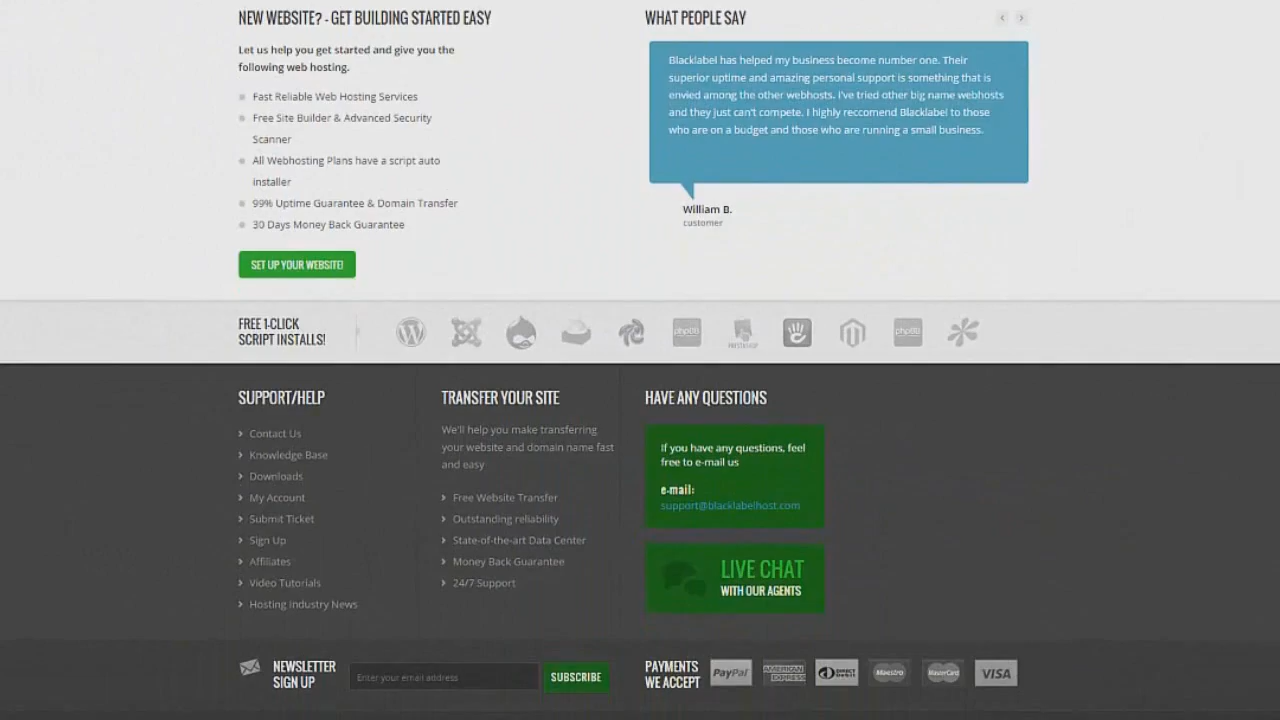 NEW WEBSITE? - GET BUILDING STARTED EASY
Let us help you get started and give you the
following web hosting.
Fast Reliable Web Hosting Services
Free Site Builder & Advanced Security
Scanner
All Webhosting Plans have a script auto
installer
99% Uptime Guarantee & Domain Transfer
30 Days Money Back Guarantee
SET UP YOUR WEBSITE!
WHAT PEOPLE SAY
Blacklabel has helped my business become number one. Their
superior uptime and amazing personal support is something that is
envied among the other webhosts. I've tried other big name webhosts
and they just can't compete. I highly reccommend Blacklabel to those
who are on a budget and those who are running a small business.
William B.
customer
FREE 1-CLICK
SCRIPT INSTALLS!
phpBB
phpBB
SUPPORT/HELP
Contact Us
Knowledge Base
Downloads
My Account
Submit Ticket
Sign Up
Affiliates
Video Tutorials
Hosting Industry News
TRANSFER YOUR SITE
We'll help you make transferring
your website and domain name fast
and easy
Free Website Transfer
Outstanding reliability
State-of-the-art Data Center
Money Back Guarantee
24/7 Support
HAVE ANY QUESTIONS
If you have any questions, feel
free to e-mail us
e-mail:
support@blacklabelhost.com
LIVE CHAT
WITH OUR AGENTS
NEWSLETTER
SIGN UP
Enter your email address
SUBSCRIBE
PAYMENTS
WE ACCEPT
PayPal
AMERICAN
EXPRESS
Maestro
MasterCard
VISA